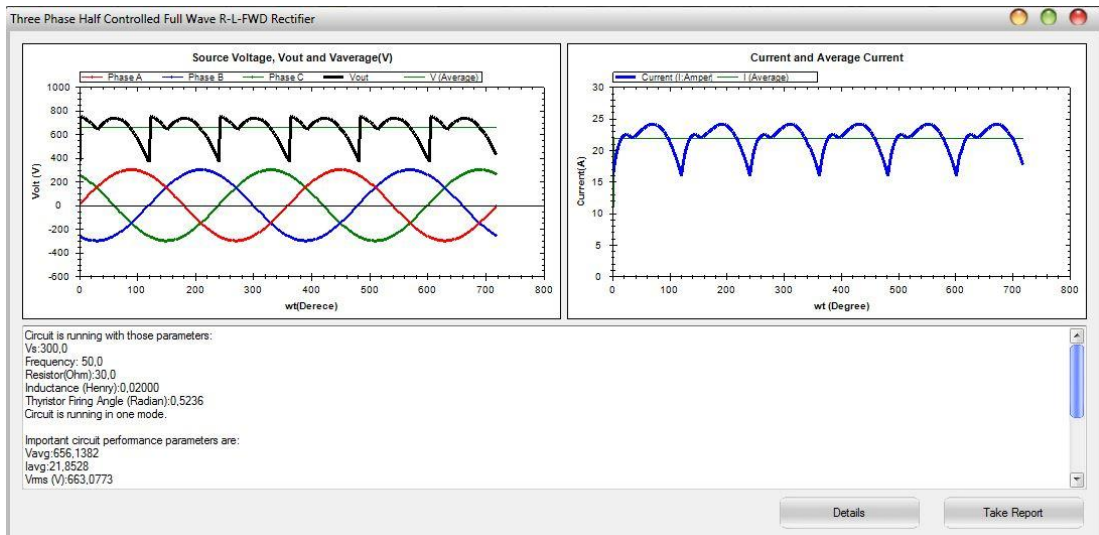 Three Phase Half Controlled Full Wave R-L-FWD Rectifier
Source Voltage, Vout and Vaverage(V)
Phase A Phase B Phase C Vout V (Average)
1000
800
600
400
200
0
-200
-400
-600
Volt (V)
0 100 200 300 400 500 600 700 800
wt(Derece)
Current and Average Current
Current (I:Amper) I (Average)
30
25
20
15
10
5
0
Current(A)
0 100 200 300 400 500 600 700 800
wt (Degree)
Circuit is running with those parameters:
Vs:300,0
Frequency: 50,0
Resistor(Ohm):30,0
Inductance (Henry):0,02000
Thyristor Firing Angle (Radian):0,5236
Circuit is running in one mode.
Important circuit performance parameters are:
Vavg:656,1382
Iavg:21,8528
Vrms (V):663,0773
Details
Take Report